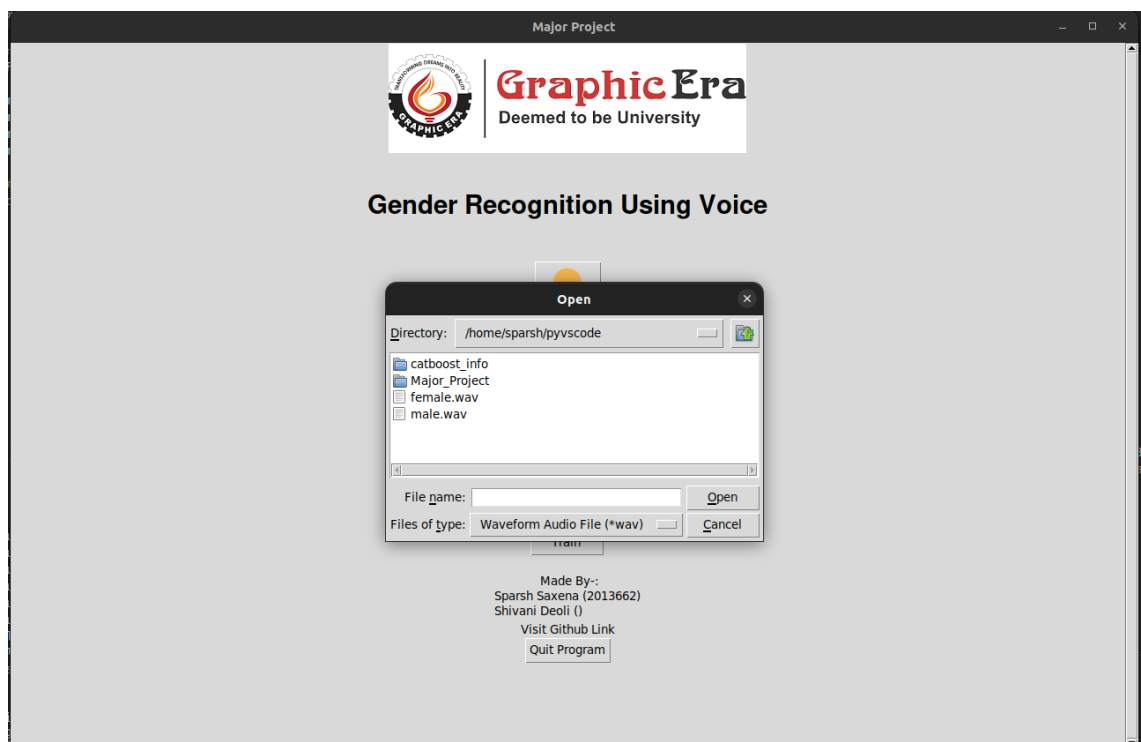 Major Project
TRANSFORMING DREAMS INTO REALITY
GRAPHIC ERA
Graphic Era
Deemed to be University
Gender Recognition Using Voice
Open
Directory: /home/sparsh/pyvscode
catboost_info
Major_Project
female.wav
male.wav
File name: Open
Files of type: Waveform Audio File (*wav) Cancel
Train
Made By-:
Sparsh Saxena (2013662)
Shivani Deoli ()
Visit Github Link
Quit Program